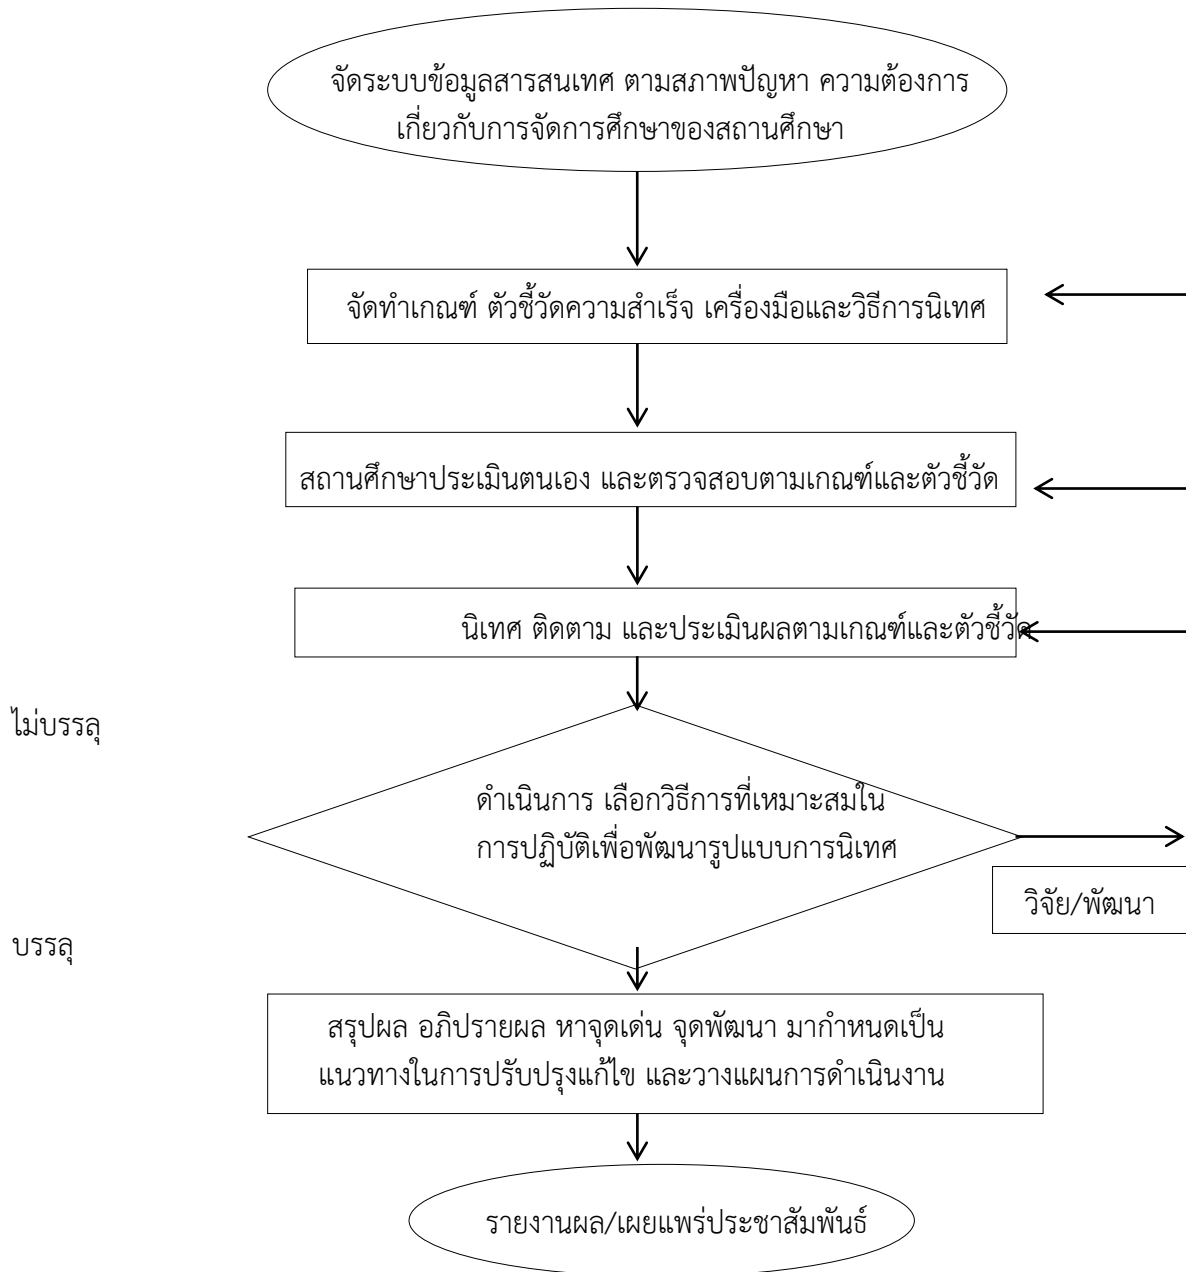 จัดระบบข้อมูลสารสนเทศ ตามสภาพปัญหา ความต้องการ
เกี่ยวกับการจัดการศึกษาของสถานศึกษา
จัดทำเกณฑ์ ตัวชี้วัดความสำเร็จ เครื่องมือและวิธีการนิเทศ
สถานศึกษาประเมินตนเอง และตรวจสอบตามเกณฑ์และตัวชี้วัด
นิเทศ ติดตาม และประเมินผลตามเกณฑ์และตัวชี้วัด
ไม่บรรลุ
ดำเนินการ เลือกวิธีการที่เหมาะสมใน
การปฏิบัติเพื่อพัฒนารูปแบบการนิเทศ
วิจัย/พัฒนา
บรรลุ
สรุปผล อภิปรายผล หาจุดเด่น จุดพัฒนา มากำหนดเป็น
แนวทางในการปรับปรุงแก้ไข และวางแผนการดำเนินงาน
รายงานผล/เผยแพร่ประชาสัมพันธ์